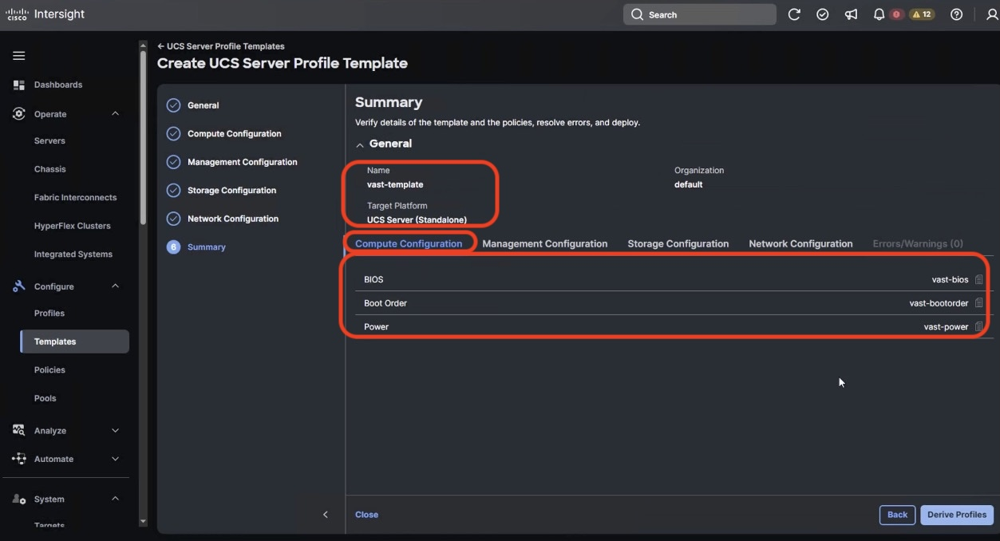 CISCO Intersight
Search
12
Dashboards
Operate
Servers
Chassis
Fabric Interconnects
HyperFlex Clusters
Integrated Systems
Configure
Profiles
Templates
Policies
Pools
Analyze
Automate
System
Targets
← UCS Server Profile Templates
Create UCS Server Profile Template
General
Compute Configuration
Management Configuration
Storage Configuration
Network Configuration
6 Summary
Summary
Verify details of the template and the policies, resolve errors, and deploy.
General
Name
vast-template
Organization
default
Target Platform
UCS Server (Standalone)
Compute Configuration Management Configuration Storage Configuration Network Configuration Errors/Warnings (0)
BIOS vast-bios
Boot Order vast-bootorder
Power vast-power
Close Back Derive Profiles